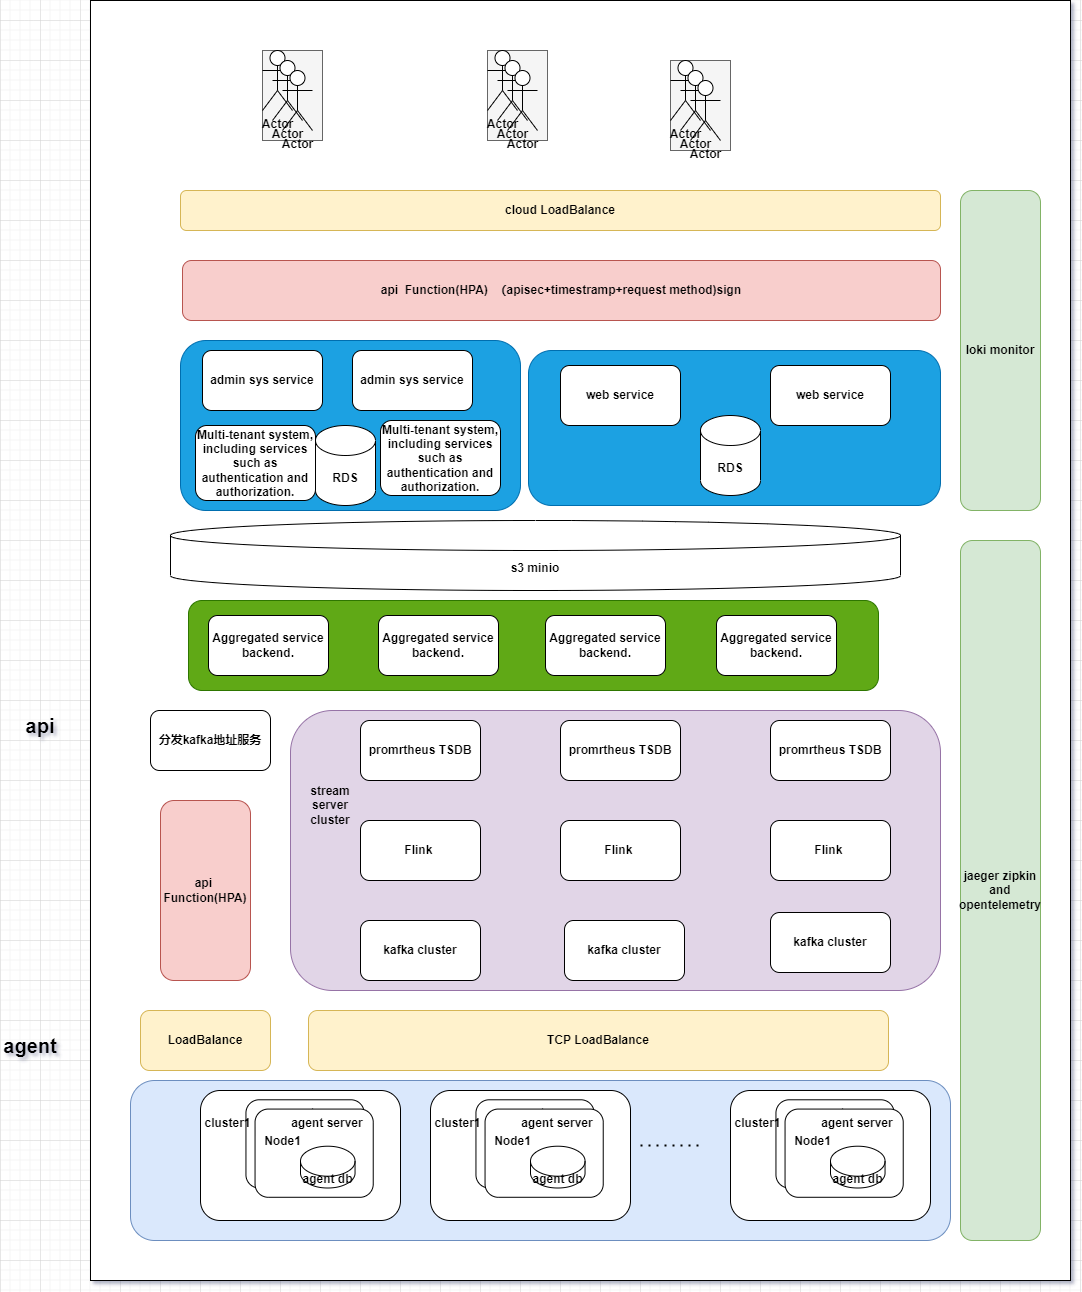 Actor
Actor
Actor
Actor
Actor
Actor
Actor
Actor
Actor
cloud LoadBalance
api  Function(HPA)    (apisec+timestramp+request method)sign
loki monitor
admin sys service
admin sys service
web service
web service
Multi-tenant system,
including services
such as
authentication and
authorization.
RDS
Multi-tenant system,
including services
such as
authentication and
authorization.
RDS
s3 minio
Aggregated service
backend.
Aggregated service
backend.
Aggregated service
backend.
Aggregated service
backend.
api
分发kafka地址服务
stream
server
cluster
promrtheus TSDB
promrtheus TSDB
promrtheus TSDB
Flink
Flink
Flink
api
Function(HPA)
jaeger zipkin
and
opentelemetry
kafka cluster
kafka cluster
kafka cluster
agent
LoadBalance
TCP LoadBalance
cluster1
agent server
Node1
agent db
cluster1
agent server
Node1
agent db
........
cluster1
agent server
Node1
agent db